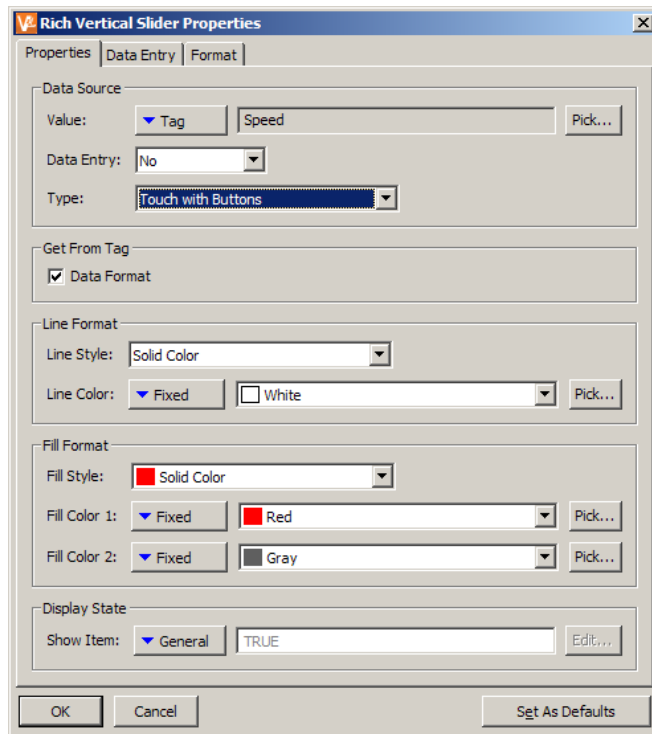 Rich Vertical Slider Properties
Properties Data Entry Format
Data Source
Value: Tag Speed Pick...
Data Entry: No
Type: Touch with Buttons
Get From Tag
Data Format
Line Format
Line Style: Solid Color
Line Color: Fixed White Pick...
Fill Format
Fill Style: Solid Color
Fill Color 1: Fixed Red Pick...
Fill Color 2: Fixed Gray Pick...
Display State
Show Item: General TRUE Edit...
OK Cancel Set As Defaults